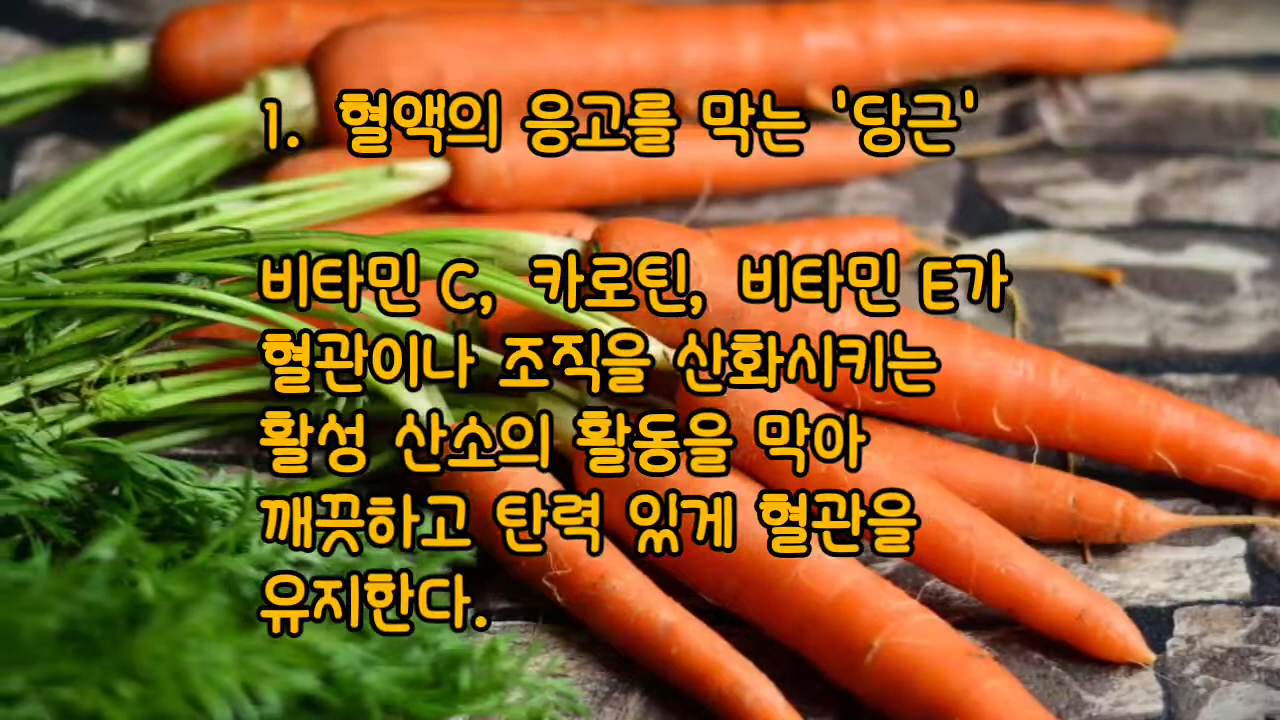 1. 혈액의 응고를 막는 '당근'
비타민 C, 카로틴, 비타민 E가
혈관이나 조직을 산화시키는
활성 산소의 활동을 막아
깨끗하고 탄력 있게 혈관을
유지한다.